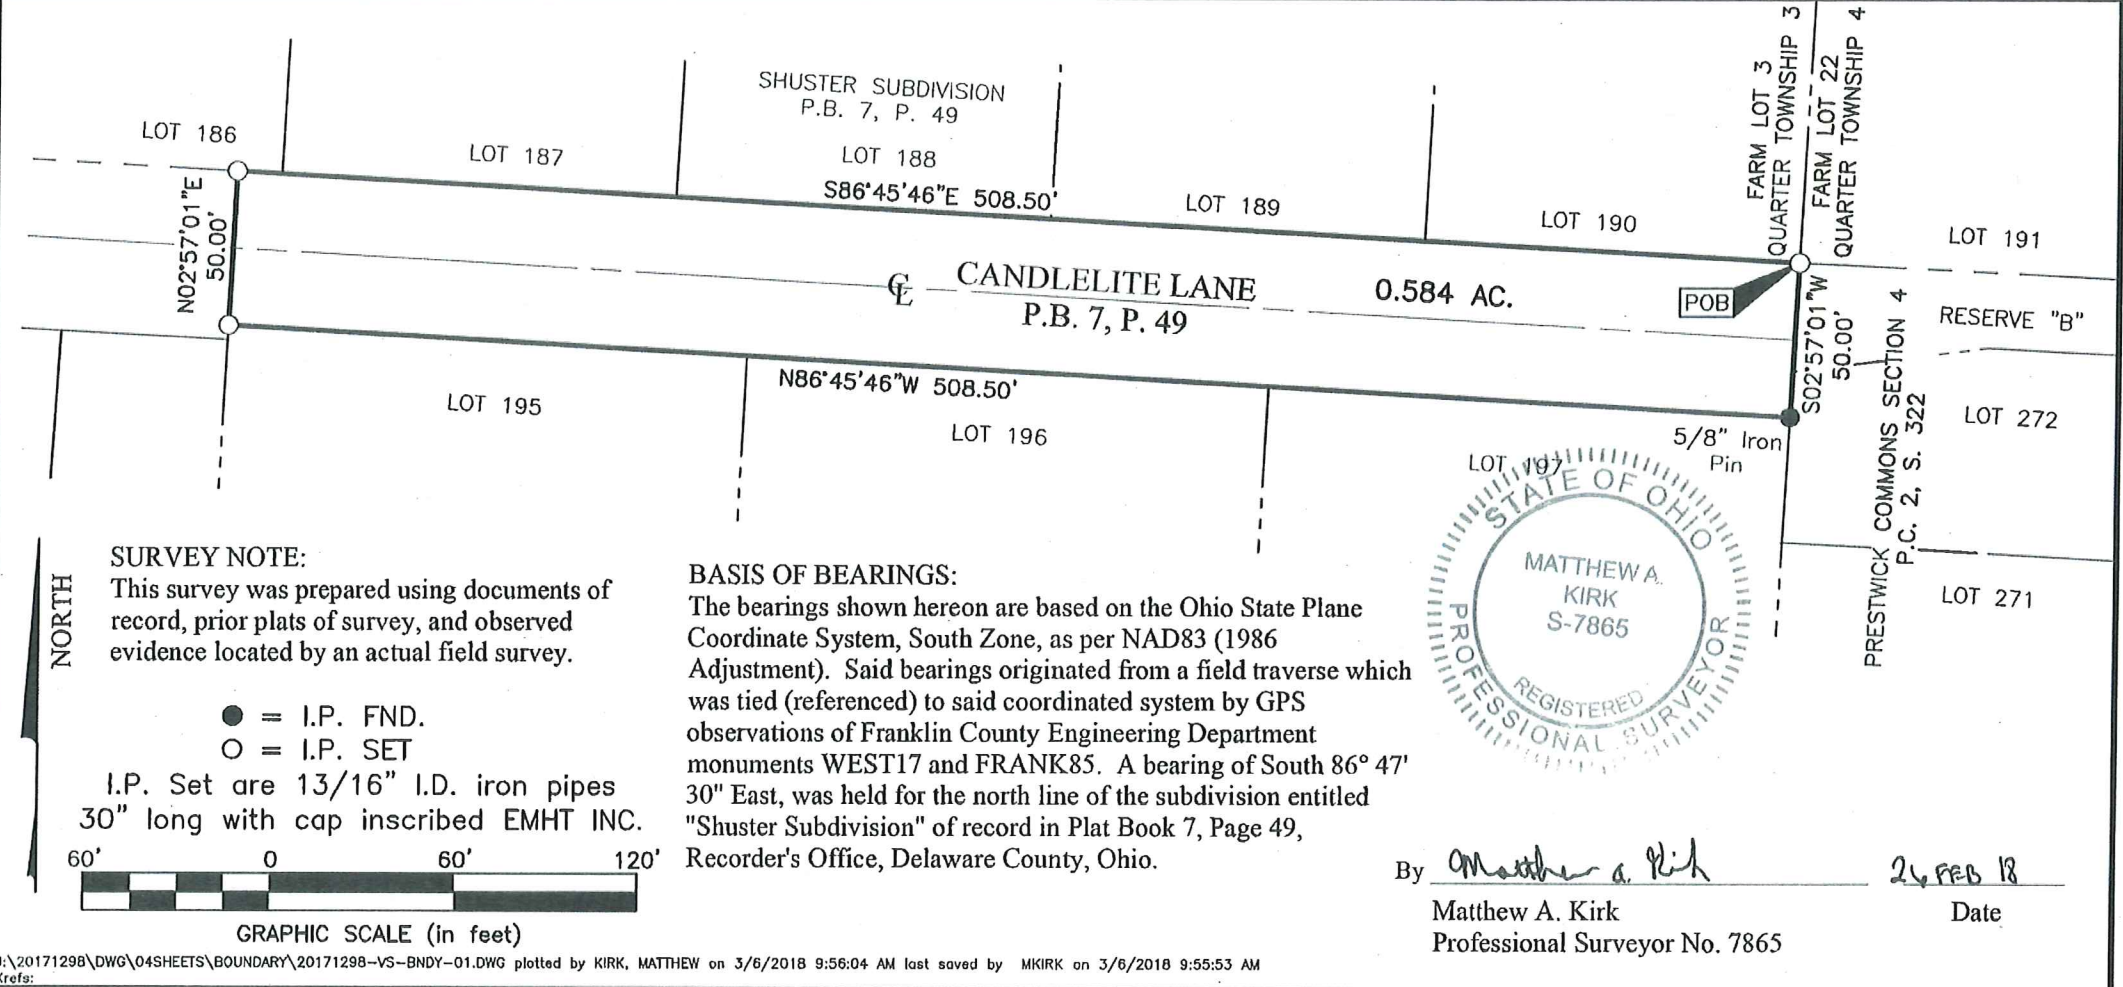 FARM LOT 3
QUARTER TOWNSHIP 3
FARM LOT 22
QUARTER TOWNSHIP 4
SHUSTER SUBDIVISION
P.B. 7, P. 49
LOT 186
LOT 187
LOT 188
S86°45'46"E 508.50'
LOT 189
LOT 190
LOT 191
N02°57'01"E
50.00'
℄ CANDLELITE LANE
P.B. 7, P. 49
0.584 AC.
POB
S02°57'01"W
50.00'
RESERVE "B"
PRESTWICK COMMONS SECTION 4
P.C. 2, S. 322
N86°45'46"W 508.50'
LOT 195
LOT 196
LOT 197
5/8" Iron
Pin
LOT 272
LOT 271
NORTH
SURVEY NOTE:
This survey was prepared using documents of
record, prior plats of survey, and observed
evidence located by an actual field survey.
● = I.P. FND.
○ = I.P. SET
I.P. Set are 13/16" I.D. iron pipes
30" long with cap inscribed EMHT INC.
60' 0 60' 120'
GRAPHIC SCALE (in feet)
BASIS OF BEARINGS:
The bearings shown hereon are based on the Ohio State Plane
Coordinate System, South Zone, as per NAD83 (1986
Adjustment). Said bearings originated from a field traverse which
was tied (referenced) to said coordinated system by GPS
observations of Franklin County Engineering Department
monuments WEST17 and FRANK85. A bearing of South 86° 47'
30" East, was held for the north line of the subdivision entitled
"Shuster Subdivision" of record in Plat Book 7, Page 49,
Recorder's Office, Delaware County, Ohio.
STATE OF OHIO
MATTHEW A.
KIRK
S-7865
REGISTERED
PROFESSIONAL SURVEYOR
By Matthew A. Kirk 26 FEB 18
Matthew A. Kirk
Date
Professional Surveyor No. 7865
:\20171298\DWG\04SHEETS\BOUNDARY\20171298-VS-BNDY-01.DWG plotted by KIRK, MATTHEW on 3/6/2018 9:56:04 AM last saved by MKIRK on 3/6/2018 9:55:53 AM
Xrefs: